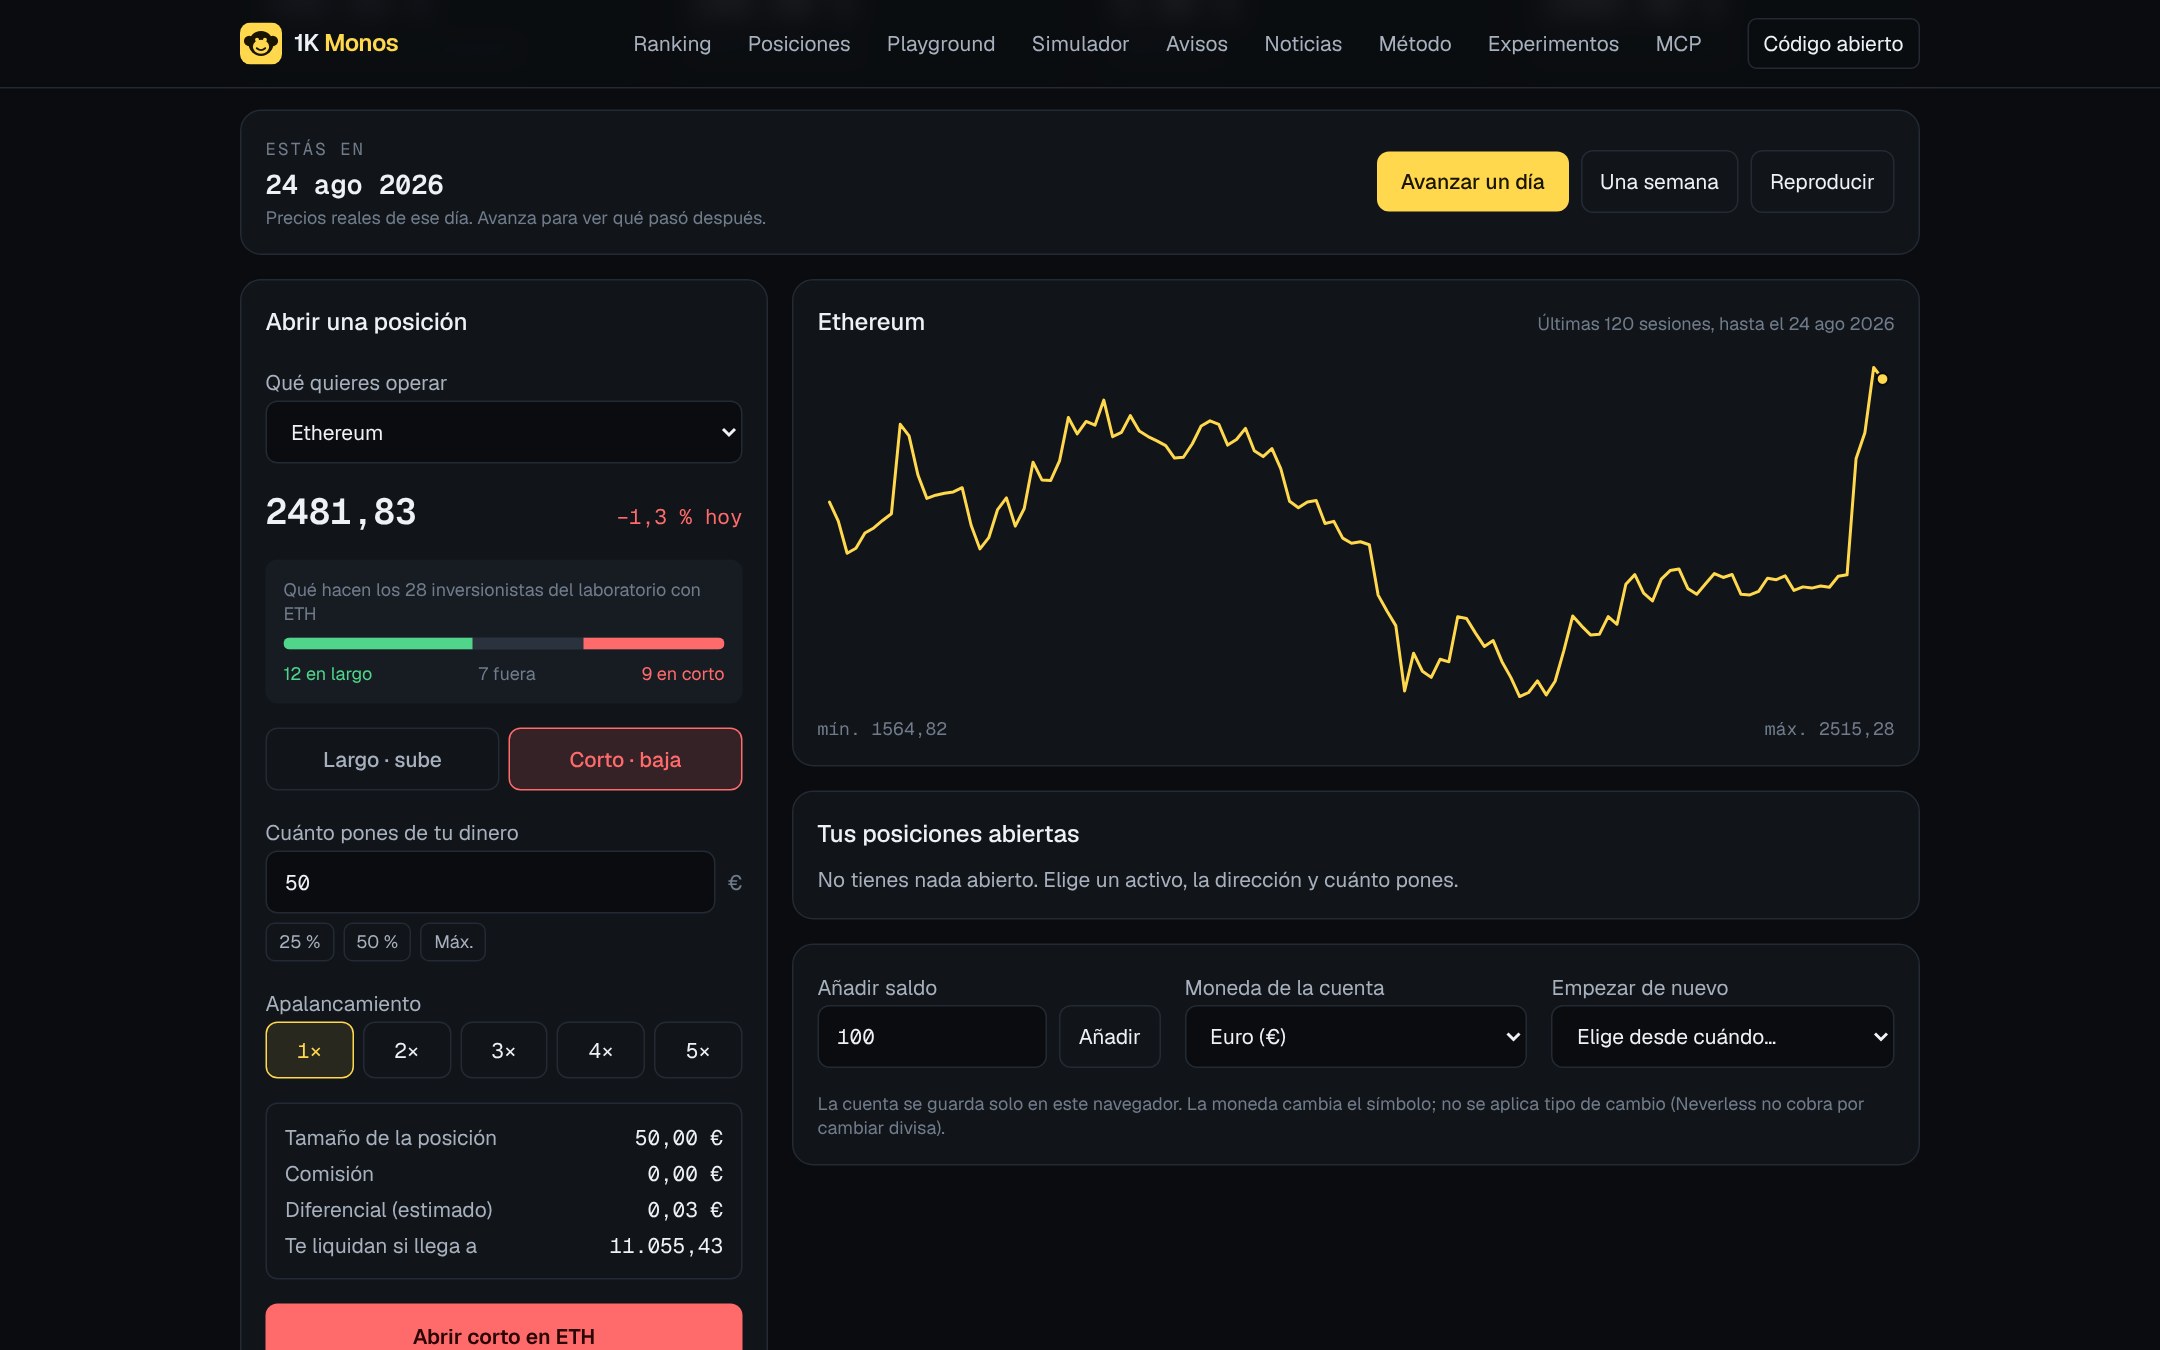 1K Monos
Ranking
Posiciones
Playground
Simulador
Avisos
Noticias
Método
Experimentos
MCP
Código abierto
ESTÁS EN
24 ago 2026
Precios reales de ese día. Avanza para ver qué pasó después.
Avanzar un día
Una semana
Reproducir
Abrir una posición
Qué quieres operar
Ethereum
2481,83
−1,3 % hoy
Qué hacen los 28 inversionistas del laboratorio con
ETH
12 en largo
7 fuera
9 en corto
Largo · sube
Corto · baja
Cuánto pones de tu dinero
50
€
25 %
50 %
Máx.
Apalancamiento
1×
2×
3×
4×
5×
Tamaño de la posición 50,00 €
Comisión 0,00 €
Diferencial (estimado) 0,03 €
Te liquidan si llega a 11.055,43
Abrir corto en ETH
Ethereum
Últimas 120 sesiones, hasta el 24 ago 2026
mín. 1564,82
máx. 2515,28
Tus posiciones abiertas
No tienes nada abierto. Elige un activo, la dirección y cuánto pones.
Añadir saldo
100
Añadir
Moneda de la cuenta
Euro (€)
Empezar de nuevo
Elige desde cuándo...
La cuenta se guarda solo en este navegador. La moneda cambia el símbolo; no se aplica tipo de cambio (Neverless no cobra por
cambiar divisa).